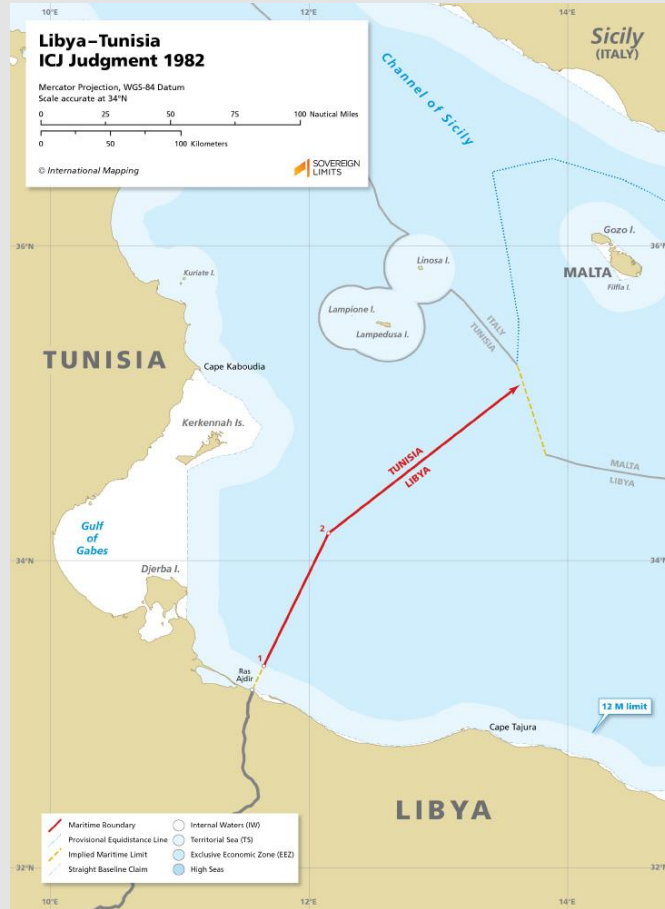 10°E
12°E
14°E
Libya–Tunisia
ICJ Judgment 1982
Mercator Projection, WGS-84 Datum
Scale accurate at 34°N
0 25 50 75 100 Nautical Miles
0 50 100 Kilometers
© International Mapping
SOVEREIGN
LIMITS
Sicily
(ITALY)
Channel of Sicily
36°N
36°N
Gozo I.
MALTA
Filfla I.
Linosa I.
Lampione I.
Lampedusa I.
Kuriate I.
ITALY
TUNISIA
TUNISIA
Cape Kaboudia
Kerkennah Is.
TUNISIA
LIBYA
MALTA
LIBYA
2
Gulf
of
Gabes
34°N
34°N
Djerba I.
1
Ras
Ajdir
12 M limit
Cape Tajura
LIBYA
Maritime Boundary
Provisional Equidistance Line
Implied Maritime Limit
Straight Baseline Claim
Internal Waters (IW)
Territorial Sea (TS)
Exclusive Economic Zone (EEZ)
High Seas
32°N
32°N
10°E
12°E
14°E